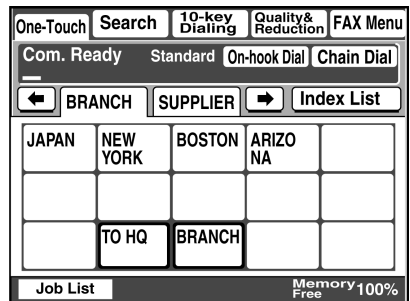 One-Touch Search 10-key Dialing Quality& Reduction FAX Menu
Com. Ready Standard On-hook Dial Chain Dial
BRANCH SUPPLIER Index List
JAPAN NEW YORK BOSTON ARIZO NA
TO HQ BRANCH
Job List Memory Free 100%